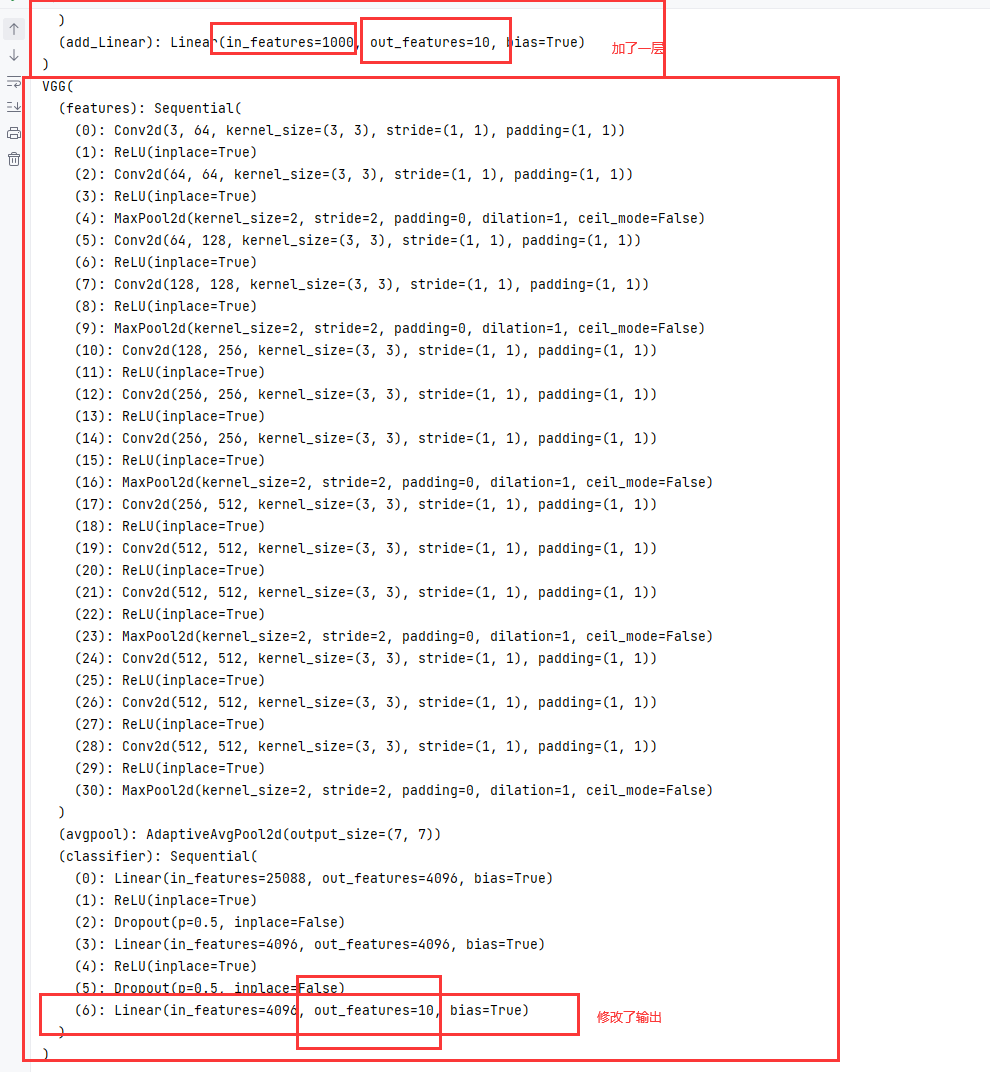 )
(add_Linear): Linear(in_features=1000, out_features=10, bias=True)
加了一层
)
VGG(
(features): Sequential(
(0): Conv2d(3, 64, kernel_size=(3, 3), stride=(1, 1), padding=(1, 1))
(1): ReLU(inplace=True)
(2): Conv2d(64, 64, kernel_size=(3, 3), stride=(1, 1), padding=(1, 1))
(3): ReLU(inplace=True)
(4): MaxPool2d(kernel_size=2, stride=2, padding=0, dilation=1, ceil_mode=False)
(5): Conv2d(64, 128, kernel_size=(3, 3), stride=(1, 1), padding=(1, 1))
(6): ReLU(inplace=True)
(7): Conv2d(128, 128, kernel_size=(3, 3), stride=(1, 1), padding=(1, 1))
(8): ReLU(inplace=True)
(9): MaxPool2d(kernel_size=2, stride=2, padding=0, dilation=1, ceil_mode=False)
(10): Conv2d(128, 256, kernel_size=(3, 3), stride=(1, 1), padding=(1, 1))
(11): ReLU(inplace=True)
(12): Conv2d(256, 256, kernel_size=(3, 3), stride=(1, 1), padding=(1, 1))
(13): ReLU(inplace=True)
(14): Conv2d(256, 256, kernel_size=(3, 3), stride=(1, 1), padding=(1, 1))
(15): ReLU(inplace=True)
(16): MaxPool2d(kernel_size=2, stride=2, padding=0, dilation=1, ceil_mode=False)
(17): Conv2d(256, 512, kernel_size=(3, 3), stride=(1, 1), padding=(1, 1))
(18): ReLU(inplace=True)
(19): Conv2d(512, 512, kernel_size=(3, 3), stride=(1, 1), padding=(1, 1))
(20): ReLU(inplace=True)
(21): Conv2d(512, 512, kernel_size=(3, 3), stride=(1, 1), padding=(1, 1))
(22): ReLU(inplace=True)
(23): MaxPool2d(kernel_size=2, stride=2, padding=0, dilation=1, ceil_mode=False)
(24): Conv2d(512, 512, kernel_size=(3, 3), stride=(1, 1), padding=(1, 1))
(25): ReLU(inplace=True)
(26): Conv2d(512, 512, kernel_size=(3, 3), stride=(1, 1), padding=(1, 1))
(27): ReLU(inplace=True)
(28): Conv2d(512, 512, kernel_size=(3, 3), stride=(1, 1), padding=(1, 1))
(29): ReLU(inplace=True)
(30): MaxPool2d(kernel_size=2, stride=2, padding=0, dilation=1, ceil_mode=False)
)
(avgpool): AdaptiveAvgPool2d(output_size=(7, 7))
(classifier): Sequential(
(0): Linear(in_features=25088, out_features=4096, bias=True)
(1): ReLU(inplace=True)
(2): Dropout(p=0.5, inplace=False)
(3): Linear(in_features=4096, out_features=4096, bias=True)
(4): ReLU(inplace=True)
(5): Dropout(p=0.5, inplace=False)
(6): Linear(in_features=4096, out_features=10, bias=True)
修改了输出
)
)